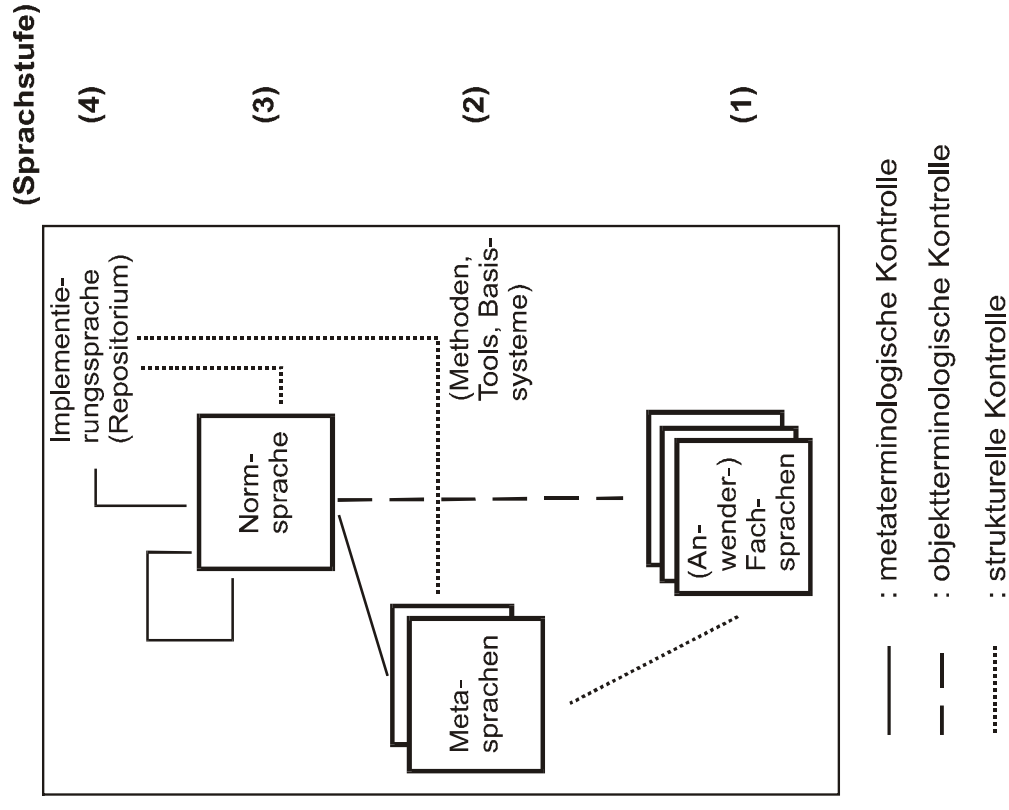 (Sprachstufe)
Implementie-
rungssprache
(Repositorium)
(4)
Norm-
sprache
(3)
Meta-
sprachen
(Methoden,
Tools, Basis-
systeme)
(2)
(An-
wender-)
Fach-
sprachen
(1)
: metaterminologische Kontrolle
: objektterminologische Kontrolle
: strukturelle Kontrolle